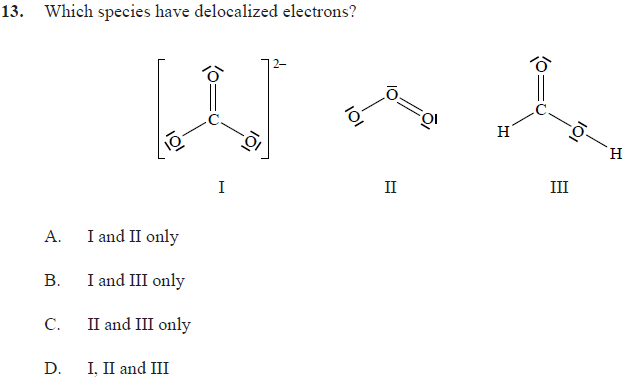 13. Which species have delocalized electrons?
2–
O
C
O
O
O
O
O
O
C
H
O
H
I
II
III
A. I and II only
B. I and III only
C. II and III only
D. I, II and III